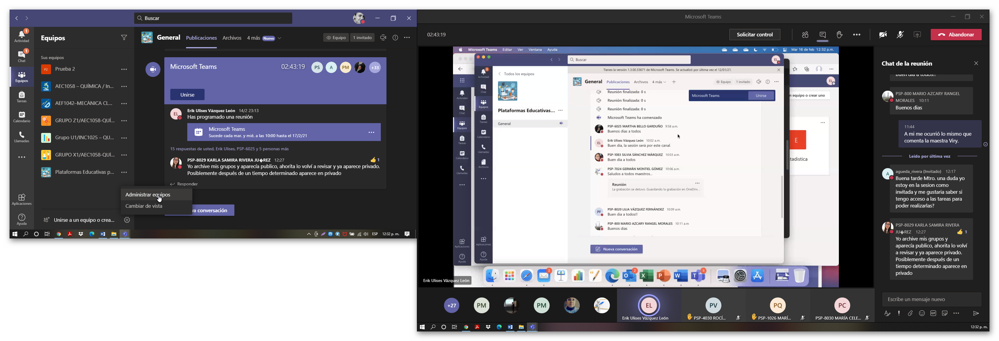 Buscar
Actividad
Chat
Equipos
Tareas
Calendario
Llamadas
Aplicaciones
Ayuda
Equipos
Sus equipos
P2 Prueba 2
AEC1058 – QUÍMICA / In...
AEF1042–MECÀNICA CL...
GRUPO Z1/AEC1058-QUÍ...
Grupo U1/INC1025 – QU...
GRUPO X1/AEC1058-QUÍ...
Plataformas Educativas p...
Administrar equipos
Cambiar de vista
Unirse a un equipo o crea...
General Publicaciones Archivos 4 más Nuevo
Equipo 1 invitado
Microsoft Teams 02:43:19 PS A PM +33
Unirse
EL Erik Ulises Vázquez León 14/2 23:13
Has programado una reunión
Microsoft Teams
Sucede cada mar. y mié. a las 10:00 hasta el 17/2/21
15 respuestas de usted, Erik Ulises, PSP-6025 y 5 personas más
PSP-8029 KARLA SAMIRA RIVERA JU�REZ 12:27 👍 1
Yo archive mis grupos y aparecía publico, ahorita lo volví a revisar y ya aparece privado.
Posiblemente después de un tiempo determinado aparece en privado
Responder
va conversación
ESP 12:32 p. m.
Microsoft Teams
02:43:19
Solicitar control
Abandonar
Microsoft Teams Editar Ver Ventana Ayuda
Mar 16 de feb 12:32 p.m.
Buscar
EL
Tienes la versión 1.3.00.33671 de Microsoft Teams. Se actualizó por última vez el 12/01/21.
Actividad
Chat
Equipos
Tareas
Calendario
Llamadas
Aplicaciones
Ayuda
Actividad
Chat
Equipos
Tareas
Calendario
Llamadas
Archivos
Aplicaciones
Ayuda
Todos los equipos
Plataformas Educativas...
General
General Publicaciones Archivos 4 más
Equipo 1 invitado
Reunión finalizada: 0 s
Reunión finalizada: 0 s
Reunión finalizada: 0 s
Microsoft Teams ha comenzado
Microsoft Teams Unirse
PSP-6025 MARTHA BELLO GARDUÑO 9:58 a.m.
Buenos dias a todos
EL Erik Ulises Vázquez León 10:02 a.m.
Buen día, la sesión será por este canal.
PSP-1083 SILVIA SÁNCHEZ MÁRQUEZ 10:03 a.m.
Buen día a todos
PSP-7024 GERMÁN MONTIEL GÓMEZ 10:06 a.m.
Saludos a todos maestros...
Reunión
La grabación se detuvo. Guardando la grabación en OneDriv...
PF PSP-8020 LILIA VÁZQUEZ FERNÁNDEZ 10:09 a.m.
Buen dia a todos!!
PSP-800 MARIO AZCARY RANGEL MORALES 10:11 a.m.
Buenos dias
Nueva conversación
EL
n equipo o crear uno
E
tadistica
Erik Ulises Vázquez León
+27
PM
PM
EL
Erik Ulises Vázquez León
PV
PSP-4030 ROCÍ...
PQ
PSP-1026 MARÍ...
PC
PSP-8030 MARÍA CELE...
Chat de la reunión
Buen dia a todos!!
PSP-800 MARIO AZCARY RANGEL
MORALES 10:11
Buenos dias
11:44
A mi me ocurrió lo mismo que
comenta la maestra Viry.
Leído por última vez
A agueda_rivera (Invitado) 12:17
Buena tarde Mtro. una duda yo
estoy en la sesion como
invitada y me gustaria saber si
tengo acceso a las tareas para
poder realizarlas?
PSP-8029 KARLA SAMIRA RIVERA
JU�REZ 12:27 👍 1
Yo archive mis grupos y
aparecía publico, ahorita lo volví
a revisar y ya aparece privado.
Posiblemente después de un
tiempo determinado aparece en
privado
Escribe un mensaje nuevo
GIF
12:32 p. m.